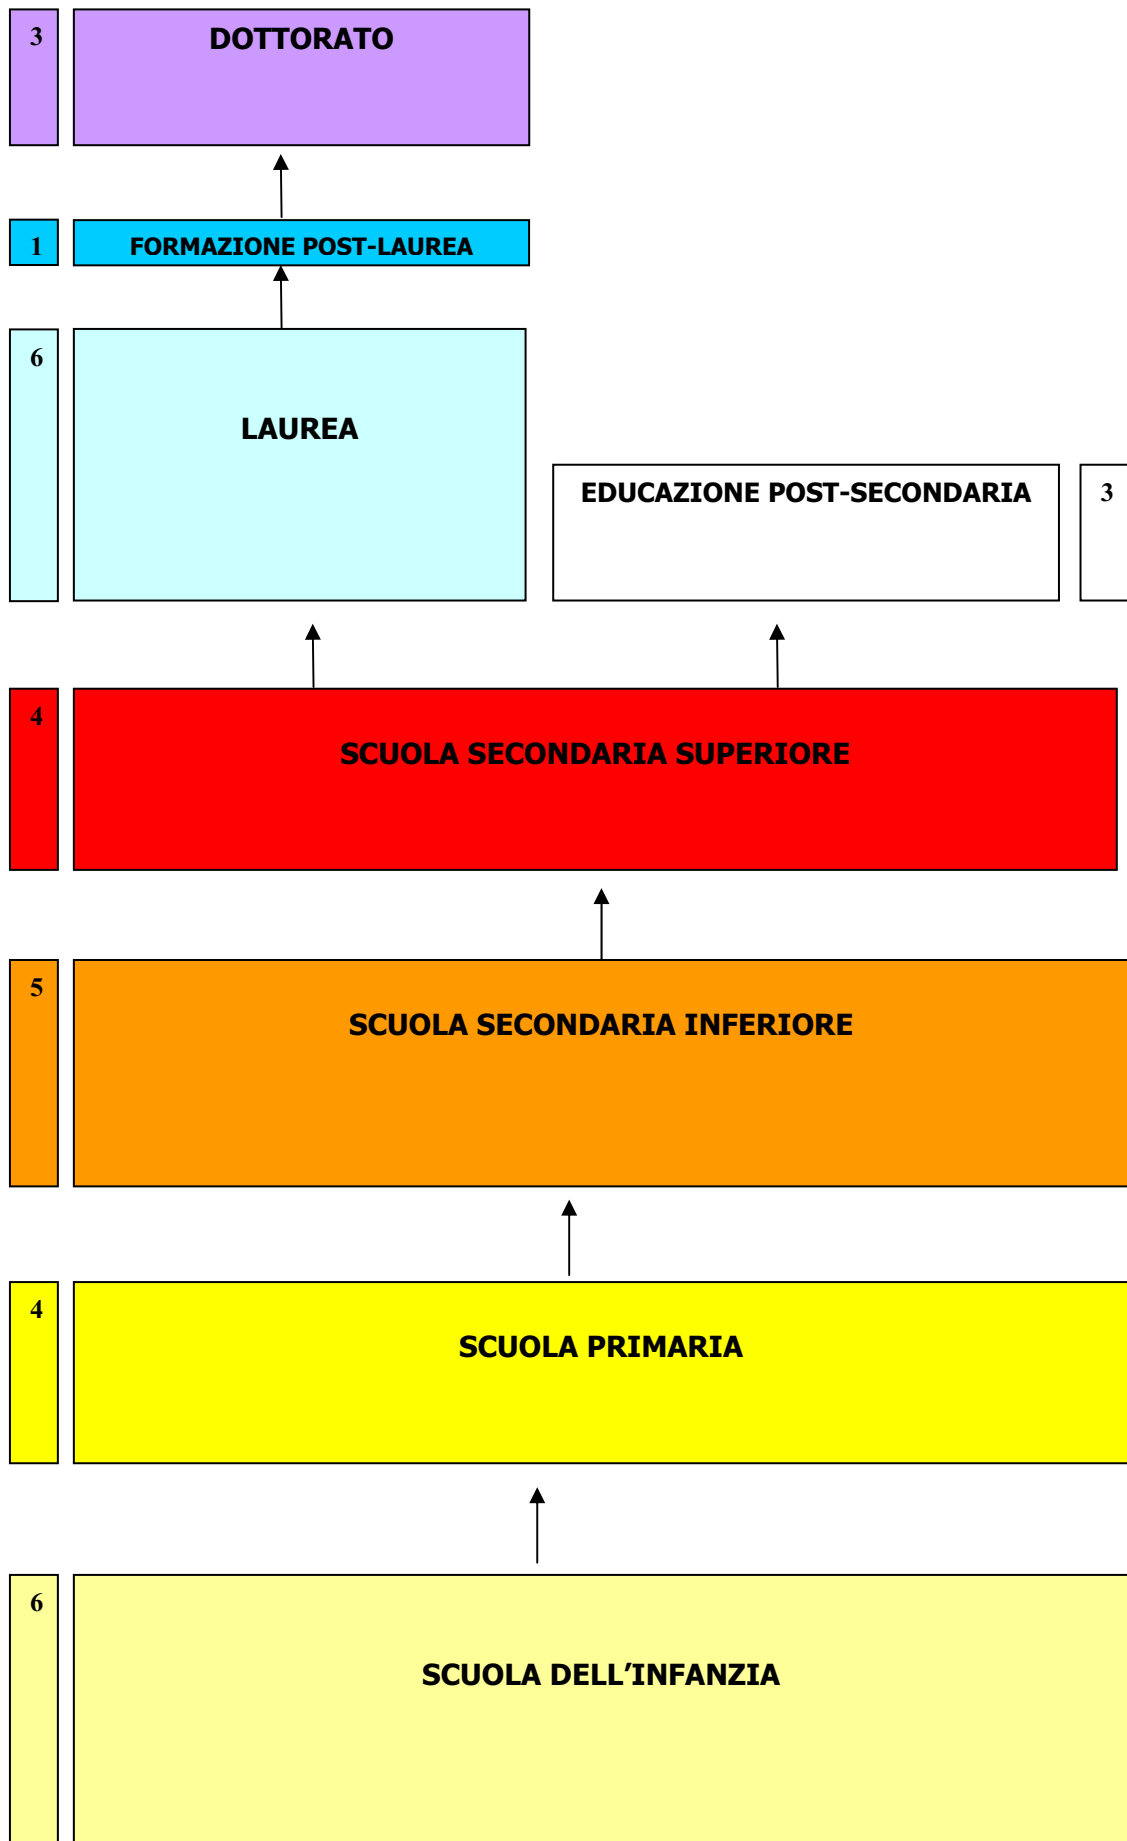 3
DOTTORATO
1
FORMAZIONE POST-LAUREA
6
LAUREA
EDUCAZIONE POST-SECONDARIA
3
4
SCUOLA SECONDARIA SUPERIORE
5
SCUOLA SECONDARIA INFERIORE
4
SCUOLA PRIMARIA
6
SCUOLA DELL’INFANZIA